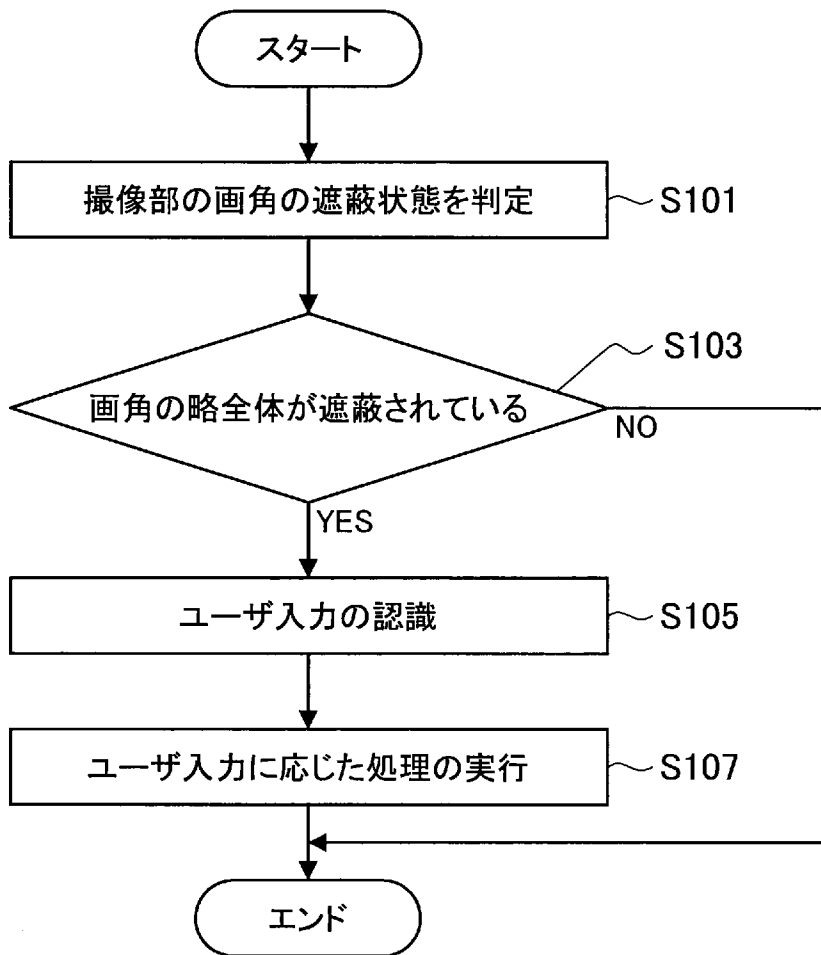 スタート
撮像部の画角の遮蔽状態を判定
S101
S103
画角の略全体が遮蔽されている
NO
YES
ユーザ入力の認識
S105
ユーザ入力に応じた処理の実行
S107
エンド